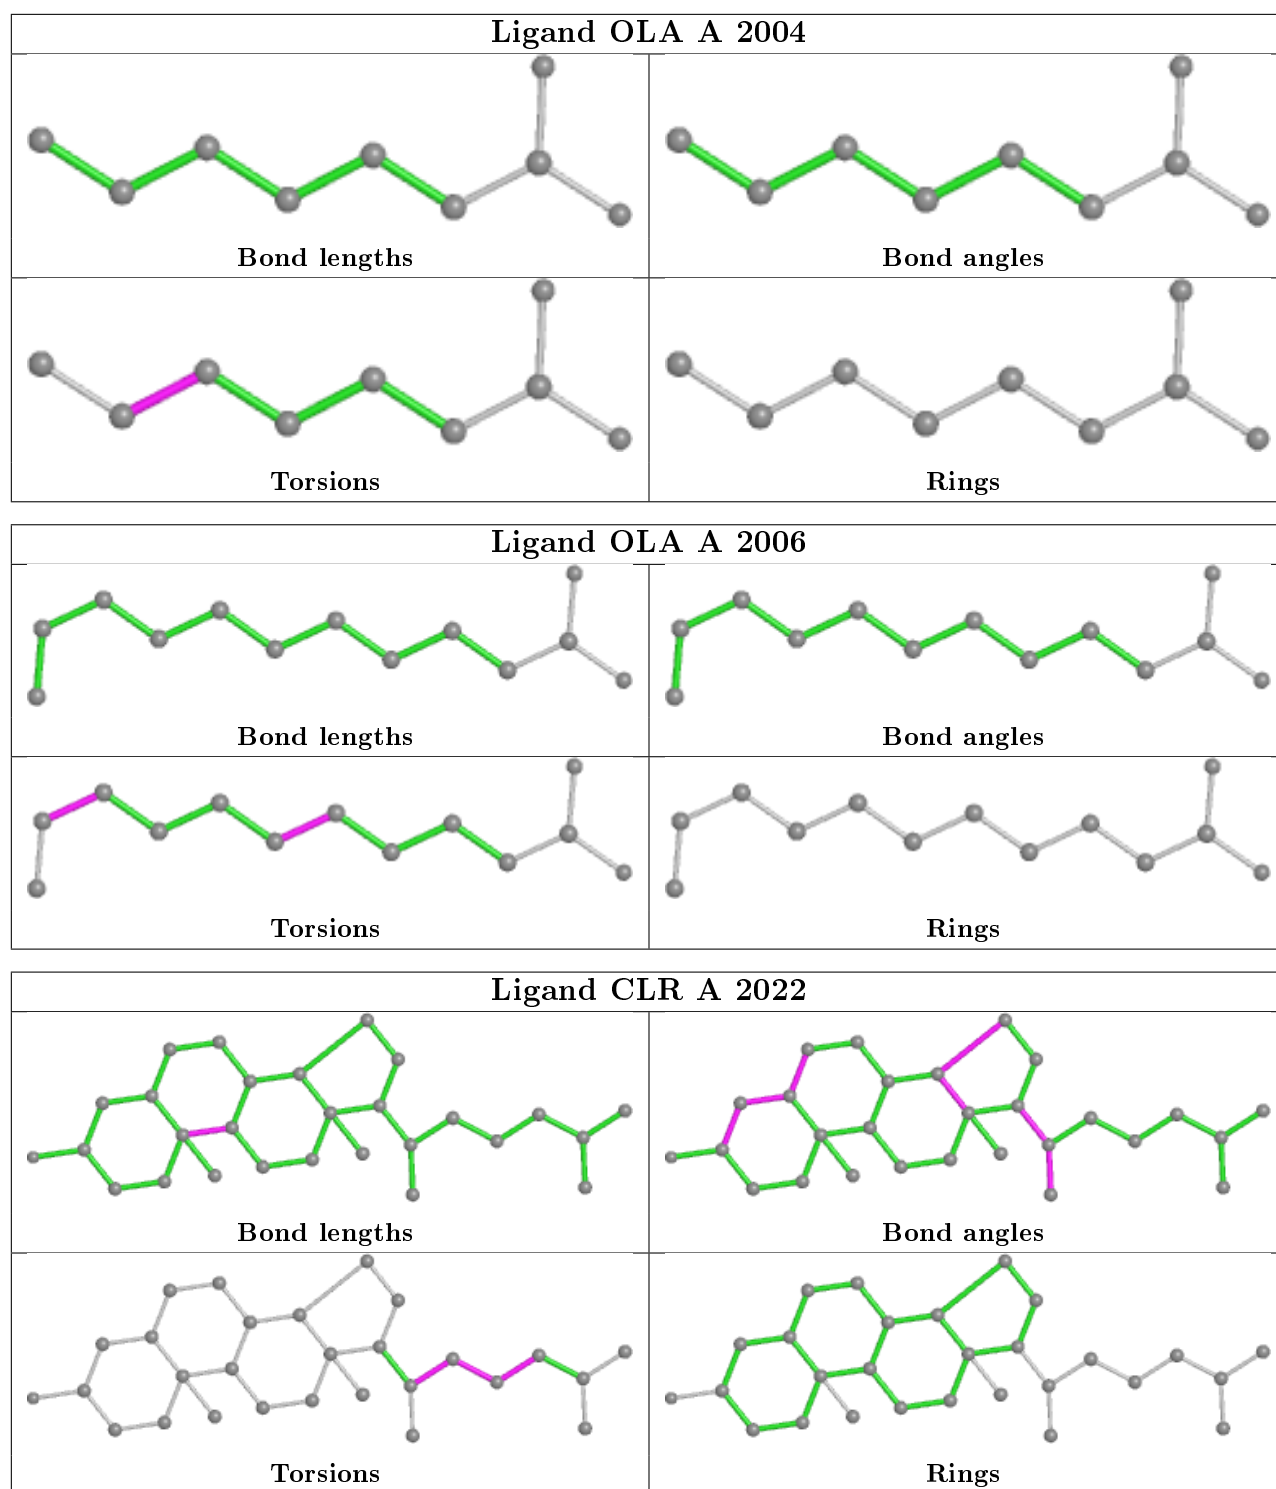 Ligand OLA A 2004
Bond lengths
Bond angles
Torsions
Rings
Ligand OLA A 2006
Bond lengths
Bond angles
Torsions
Rings
Ligand CLR A 2022
Bond lengths
Bond angles
Torsions
Rings